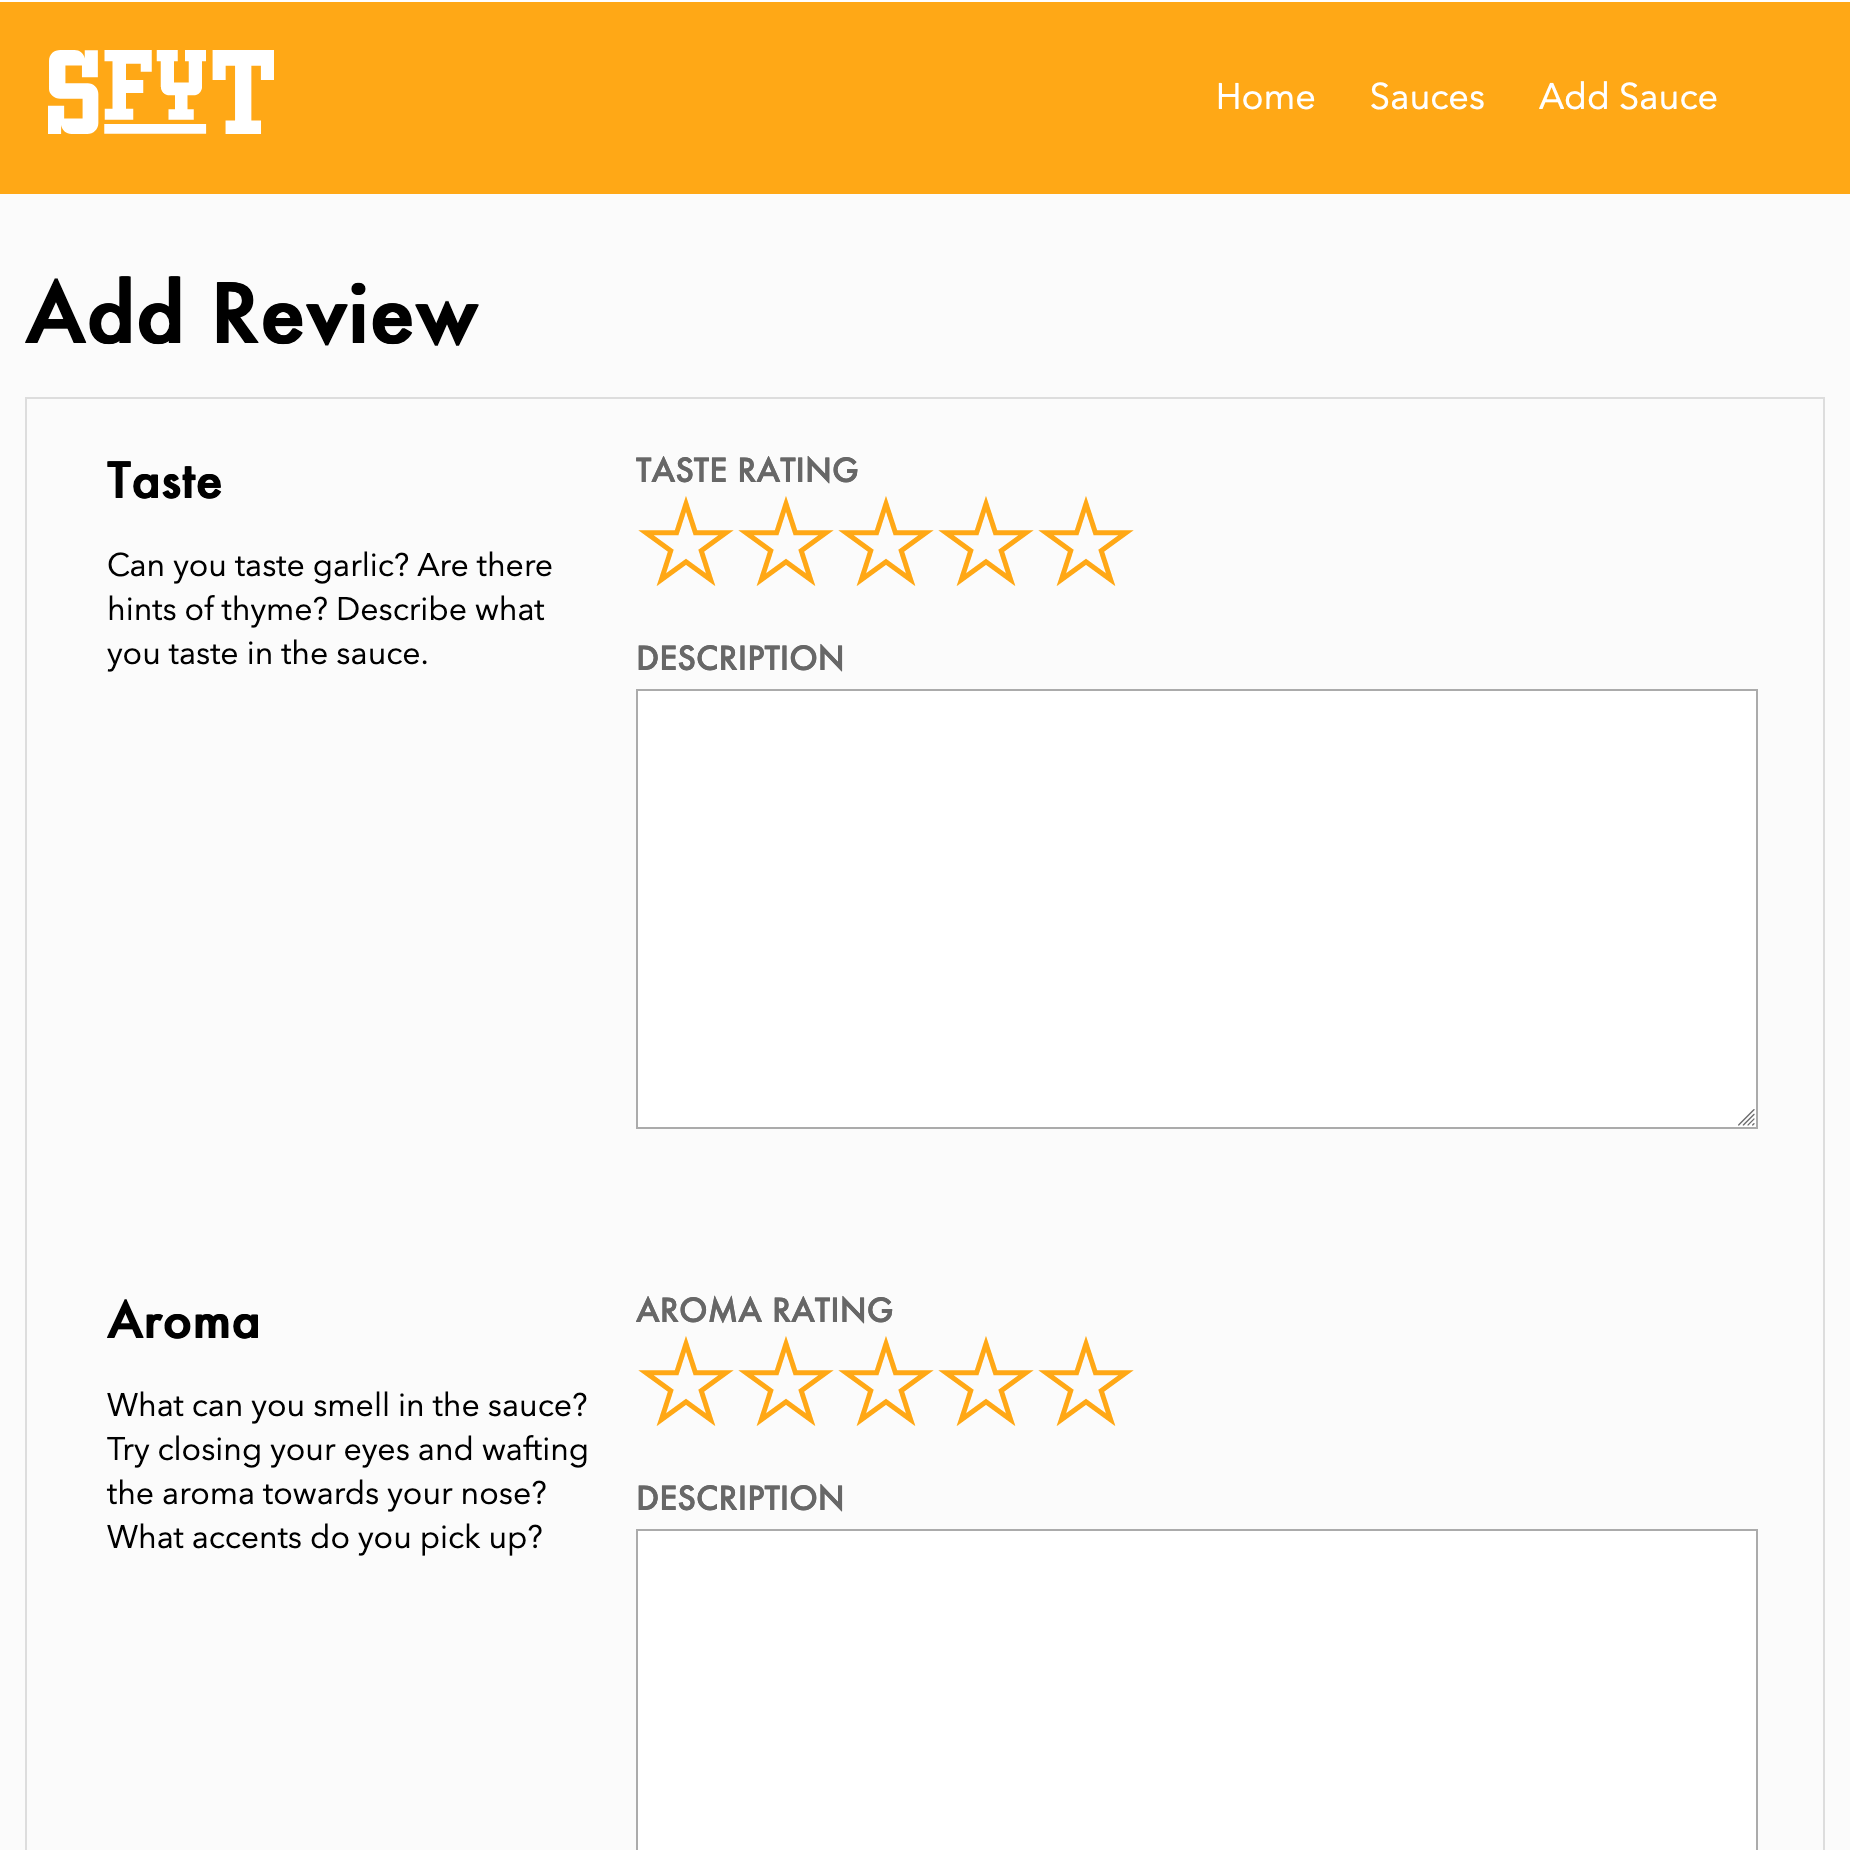 SFYT
Home Sauces Add Sauce
Add Review
Taste
Can you taste garlic? Are there
hints of thyme? Describe what
you taste in the sauce.
TASTE RATING
DESCRIPTION
Aroma
What can you smell in the sauce?
Try closing your eyes and wafting
the aroma towards your nose?
What accents do you pick up?
AROMA RATING
DESCRIPTION